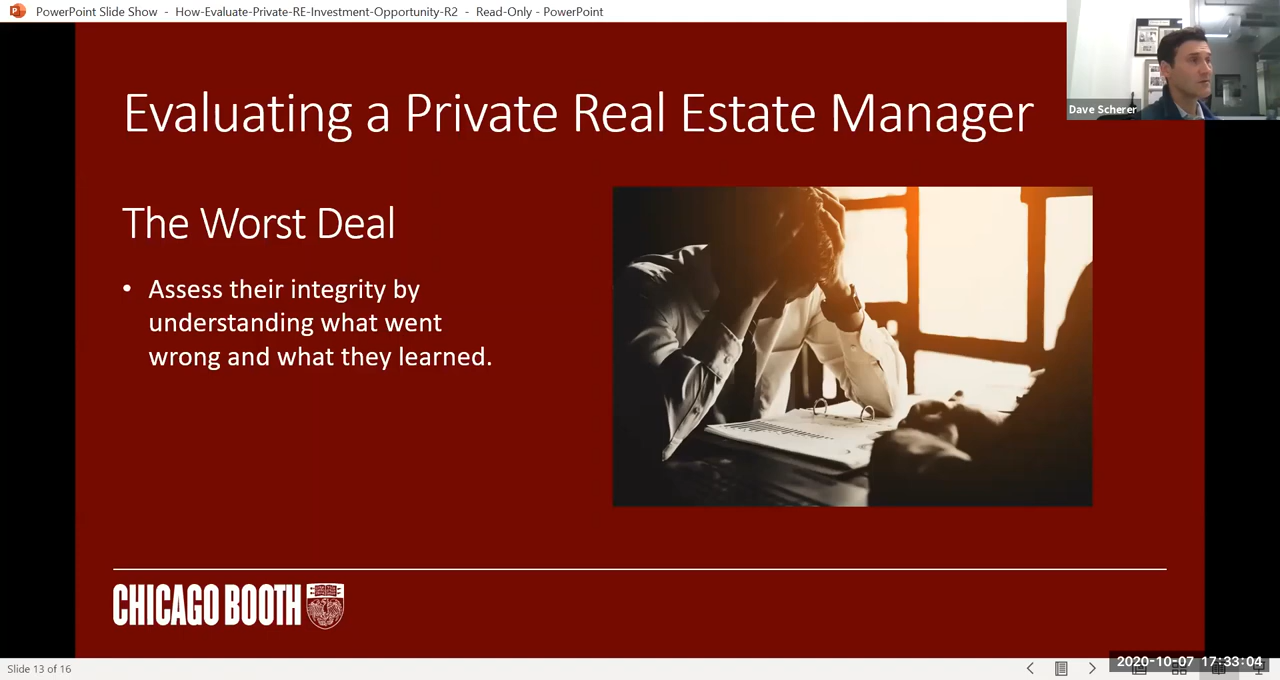 PowerPoint Slide Show - How-Evaluate-Private-RE-Investment-Opportunity-R2 - Read-Only - PowerPoint
Dave Scherer
Evaluating a Private Real Estate Manager
The Worst Deal
• Assess their integrity by
understanding what went
wrong and what they learned.
CHICAGO BOOTH
Slide 13 of 16
2020-10-07 17:33:04